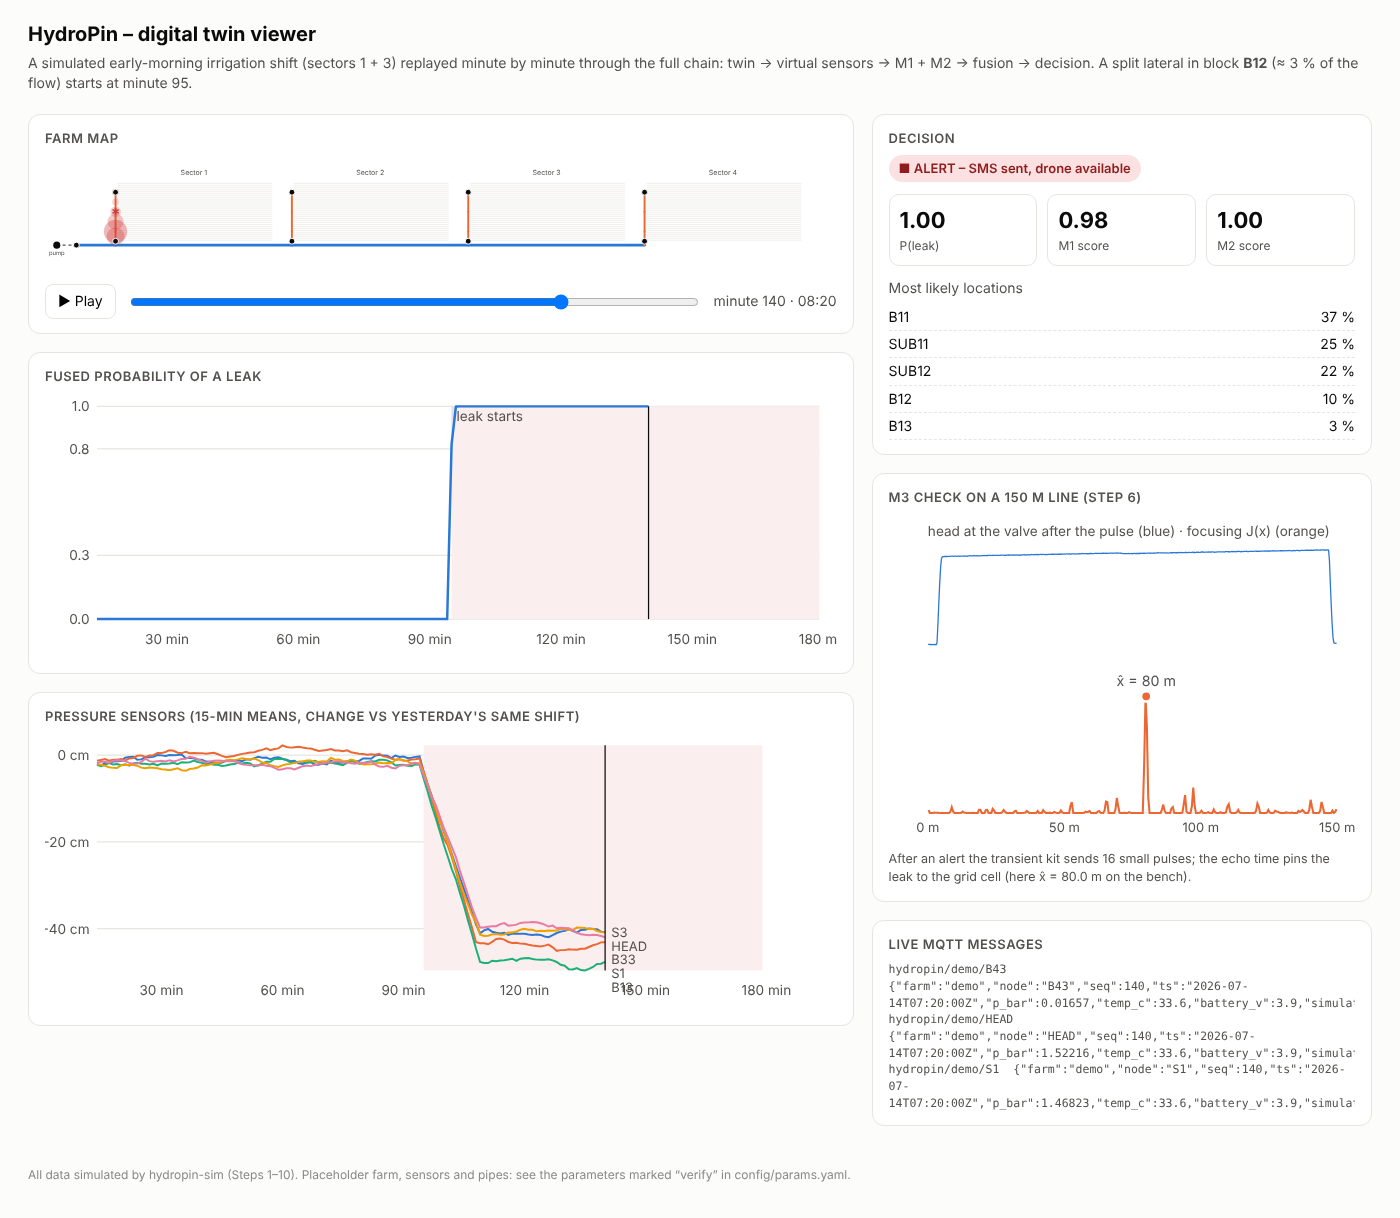 HydroPin – digital twin viewer
A simulated early-morning irrigation shift (sectors 1 + 3) replayed minute by minute through the full chain: twin → virtual sensors → M1 + M2 → fusion → decision. A split lateral in block B12 (≈ 3 % of the
flow) starts at minute 95.
FARM MAP
Sector 1
Sector 2
Sector 3
Sector 4
pump
▶ Play
minute 140 · 08:20
FUSED PROBABILITY OF A LEAK
1.0
leak starts
0.8
0.3
0.0
30 min
60 min
90 min
120 min
150 min
180 m
PRESSURE SENSORS (15-MIN MEANS, CHANGE VS YESTERDAY'S SAME SHIFT)
0 cm
-20 cm
-40 cm
S3
HEAD
B33
S1
B13
30 min
60 min
90 min
120 min
150 min
180 min
DECISION
■ ALERT – SMS sent, drone available
1.00
P(leak)
0.98
M1 score
1.00
M2 score
Most likely locations
B11 37 %
SUB11 25 %
SUB12 22 %
B12 10 %
B13 3 %
M3 CHECK ON A 150 M LINE (STEP 6)
head at the valve after the pulse (blue) · focusing J(x) (orange)
x̂ = 80 m
0 m
50 m
100 m
150 m
After an alert the transient kit sends 16 small pulses; the echo time pins the
leak to the grid cell (here x̂ = 80.0 m on the bench).
LIVE MQTT MESSAGES
hydropin/demo/B43
{"farm":"demo","node":"B43","seq":140,"ts":"2026-07-
14T07:20:00Z","p_bar":0.01657,"temp_c":33.6,"battery_v":3.9,"simulat
hydropin/demo/HEAD
{"farm":"demo","node":"HEAD","seq":140,"ts":"2026-07-
14T07:20:00Z","p_bar":1.52216,"temp_c":33.6,"battery_v":3.9,"simulat
hydropin/demo/S1 {"farm":"demo","node":"S1","seq":140,"ts":"2026-
07-
14T07:20:00Z","p_bar":1.46823,"temp_c":33.6,"battery_v":3.9,"simulat
All data simulated by hydropin-sim (Steps 1–10). Placeholder farm, sensors and pipes: see the parameters marked “verify” in config/params.yaml.